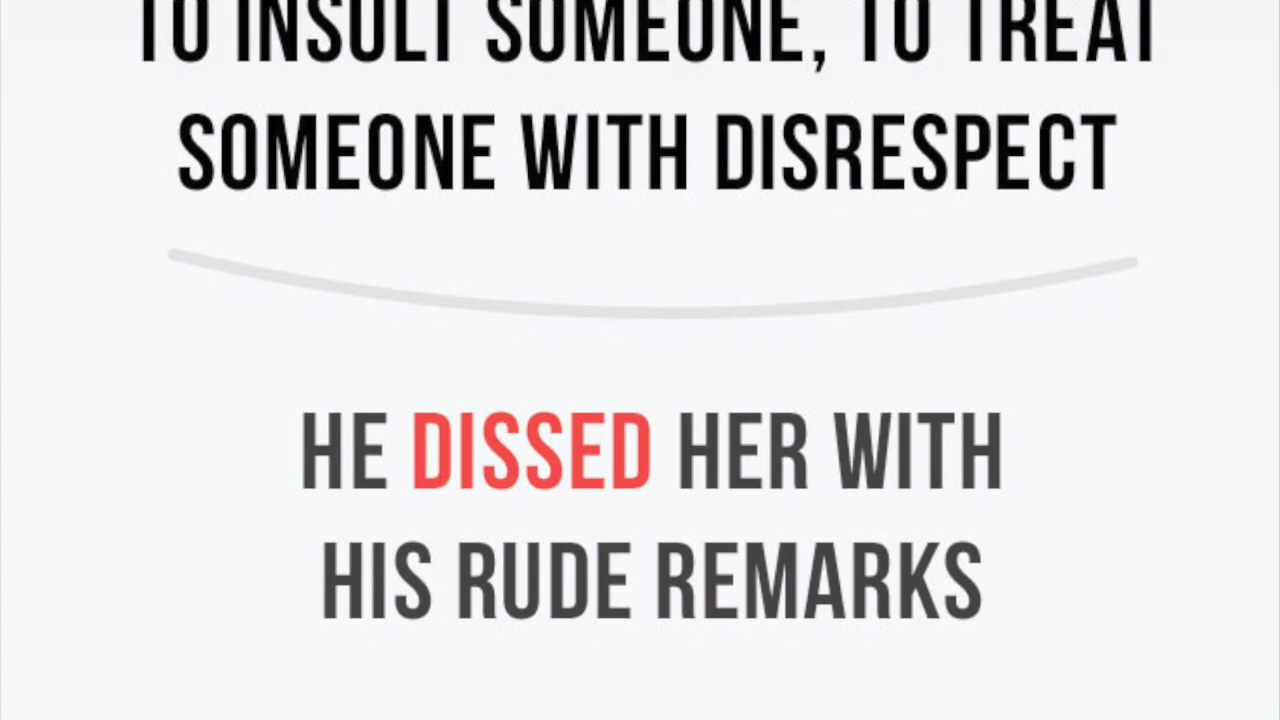 TO INSULT SOMEONE, TO TREAT
SOMEONE WITH DISRESPECT
HE DISSED HER WITH
HIS RUDE REMARKS